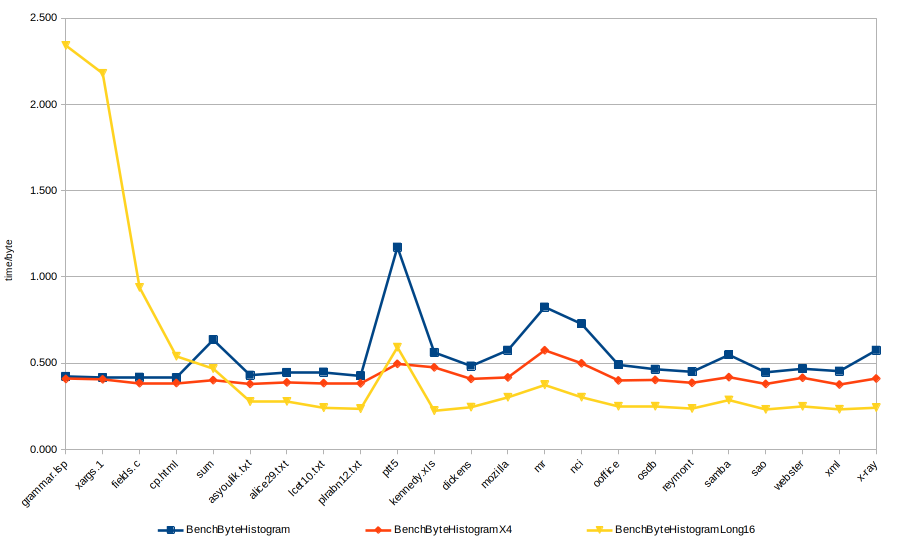 2.500
2.000
1.500
1.000
0.500
0.000
time/byte
grammar.lsp
xargs.1
fields.c
cp.html
sum
asyoulik.txt
alice29.txt
lcet10.txt
plrabn12.txt
ptt5
kennedy.xls
dickens
mozilla
mr
nci
ooffice
osdb
reymont
samba
sao
webster
xml
x-ray
BenchByteHistogram BenchByteHistogramX4 BenchByteHistogramLong16